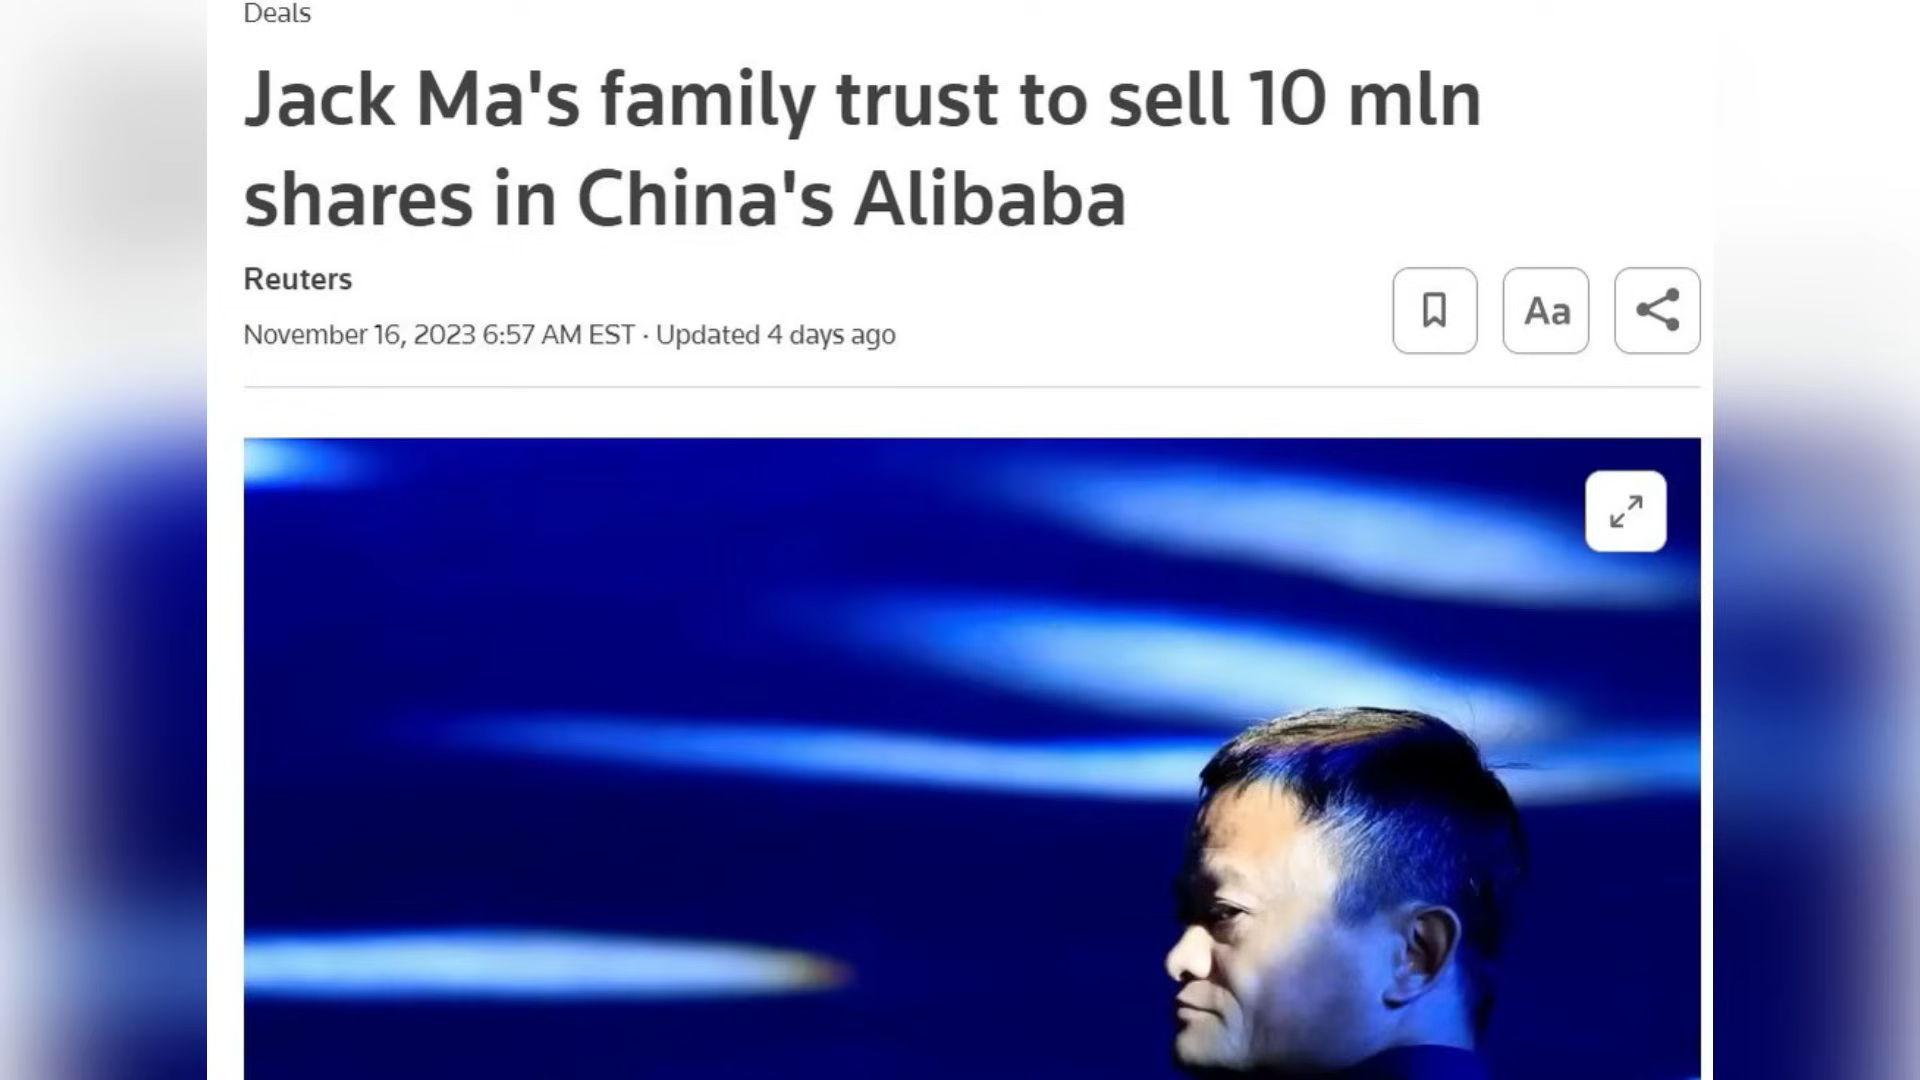 Deals
Jack Ma's family trust to sell 10 mln
shares in China's Alibaba
Reuters
November 16, 2023 6:57 AM EST · Updated 4 days ago
Aa